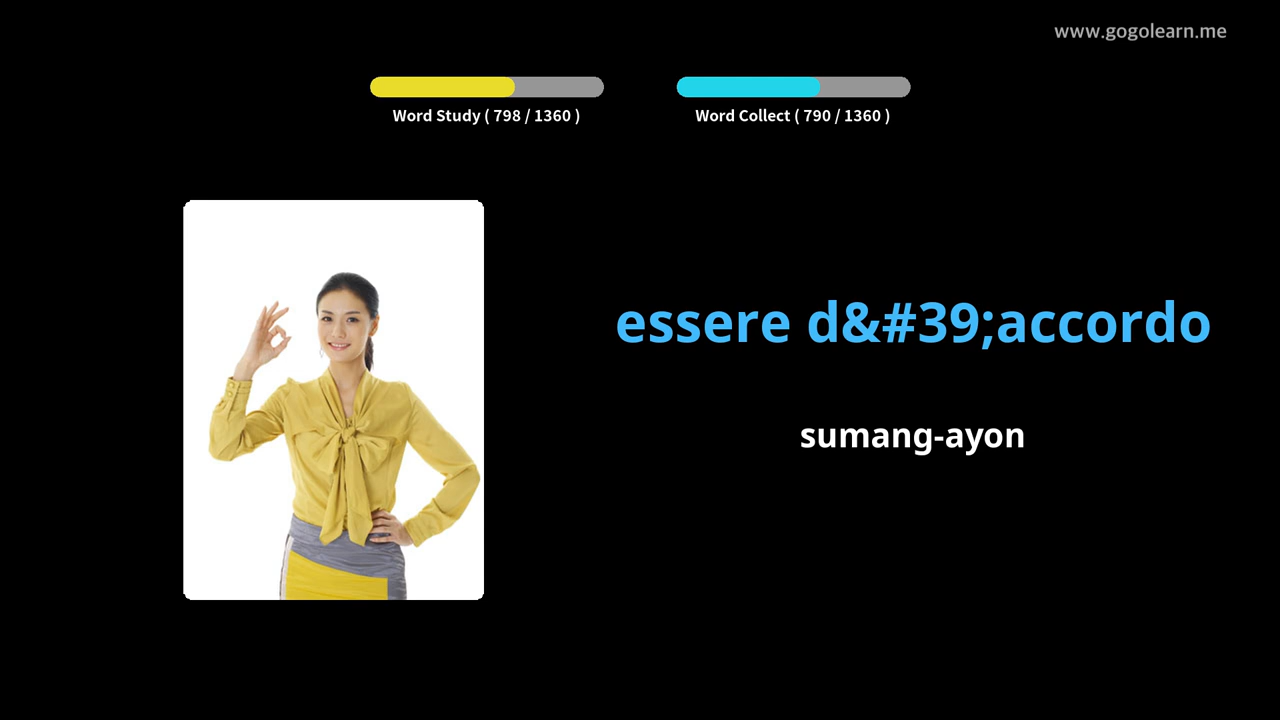 www.gogolearn.me
Word Study ( 798 / 1360 )
Word Collect ( 790 / 1360 )
essere d&#39;accordo
sumang-ayon